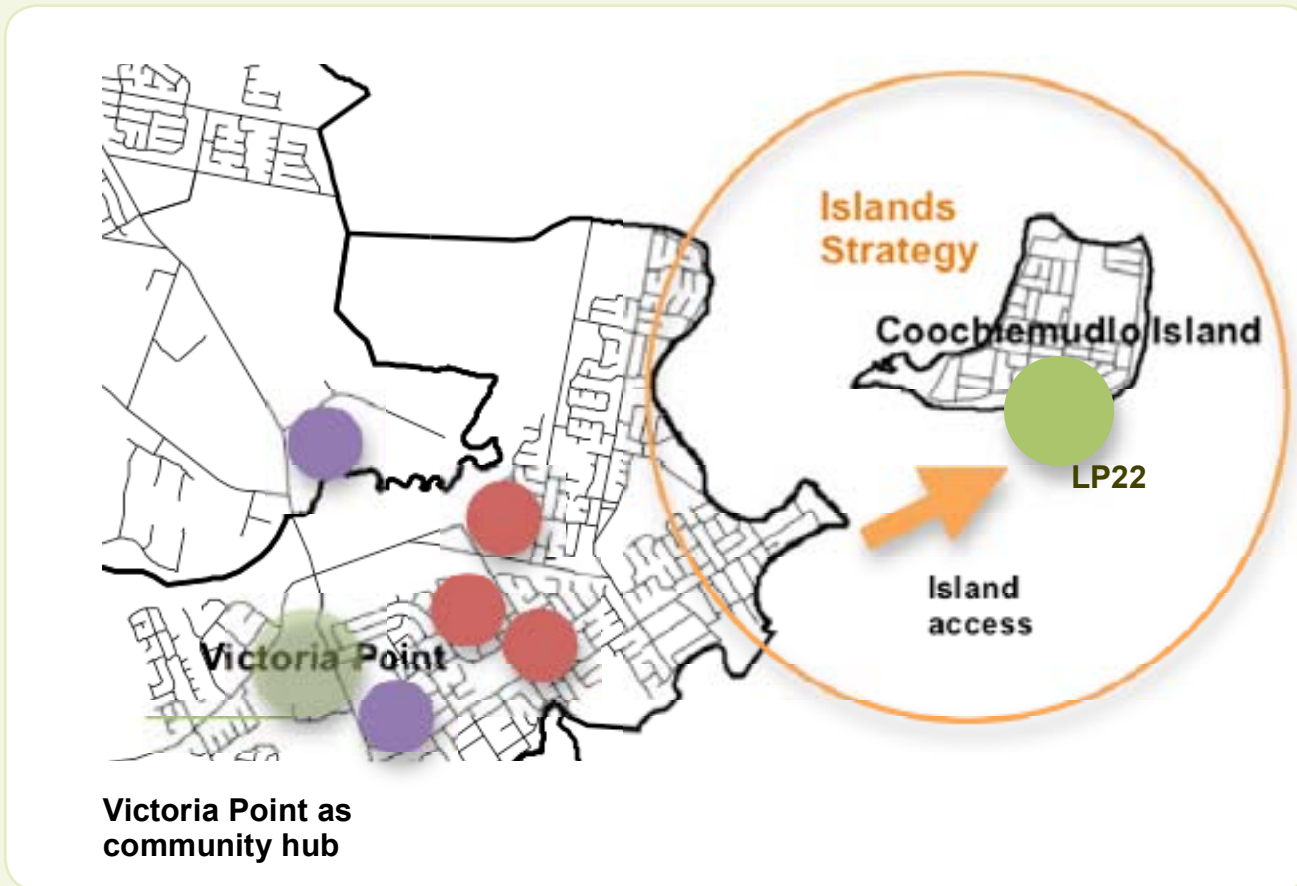 Islands
Strategy
Coochiemudlo Island
LP22
Island
access
Victoria Point
Victoria Point as
community hub